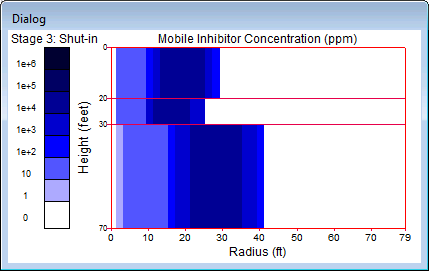 Dialog
Stage 3: Shut-in
Mobile Inhibitor Concentration (ppm)
1e+6
1e+5
1e+4
1e+3
1e+2
10
1
0
Height (feet)
0
20
30
70
0 10 20 30 40 50 60 70 79
Radius (ft)